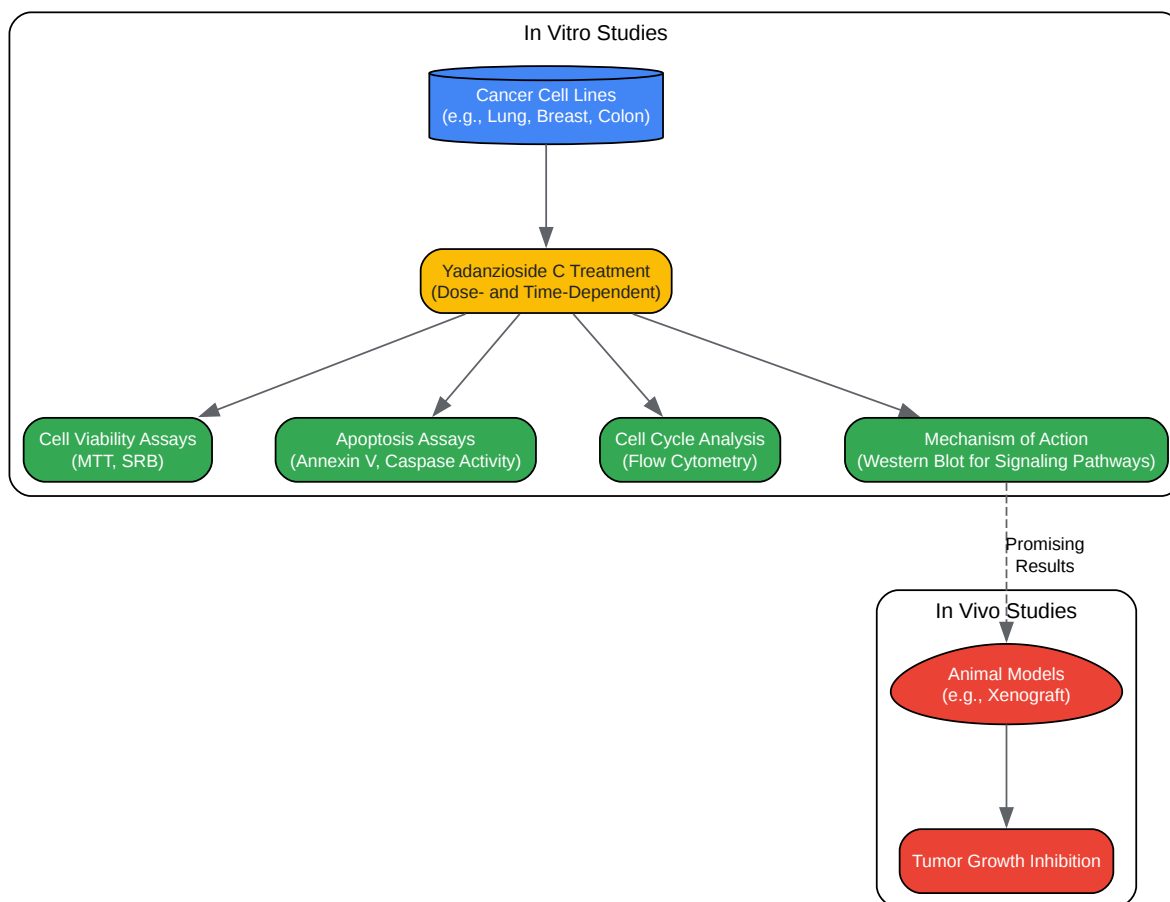 In Vitro Studies
Cancer Cell Lines
(e.g., Lung, Breast, Colon)
Yadanzioside C Treatment
(Dose- and Time-Dependent)
Cell Viability Assays
(MTT, SRB)
Apoptosis Assays
(Annexin V, Caspase Activity)
Cell Cycle Analysis
(Flow Cytometry)
Mechanism of Action
(Western Blot for Signaling Pathways)
Promising
Results
In Vivo Studies
Animal Models
(e.g., Xenograft)
Tumor Growth Inhibition